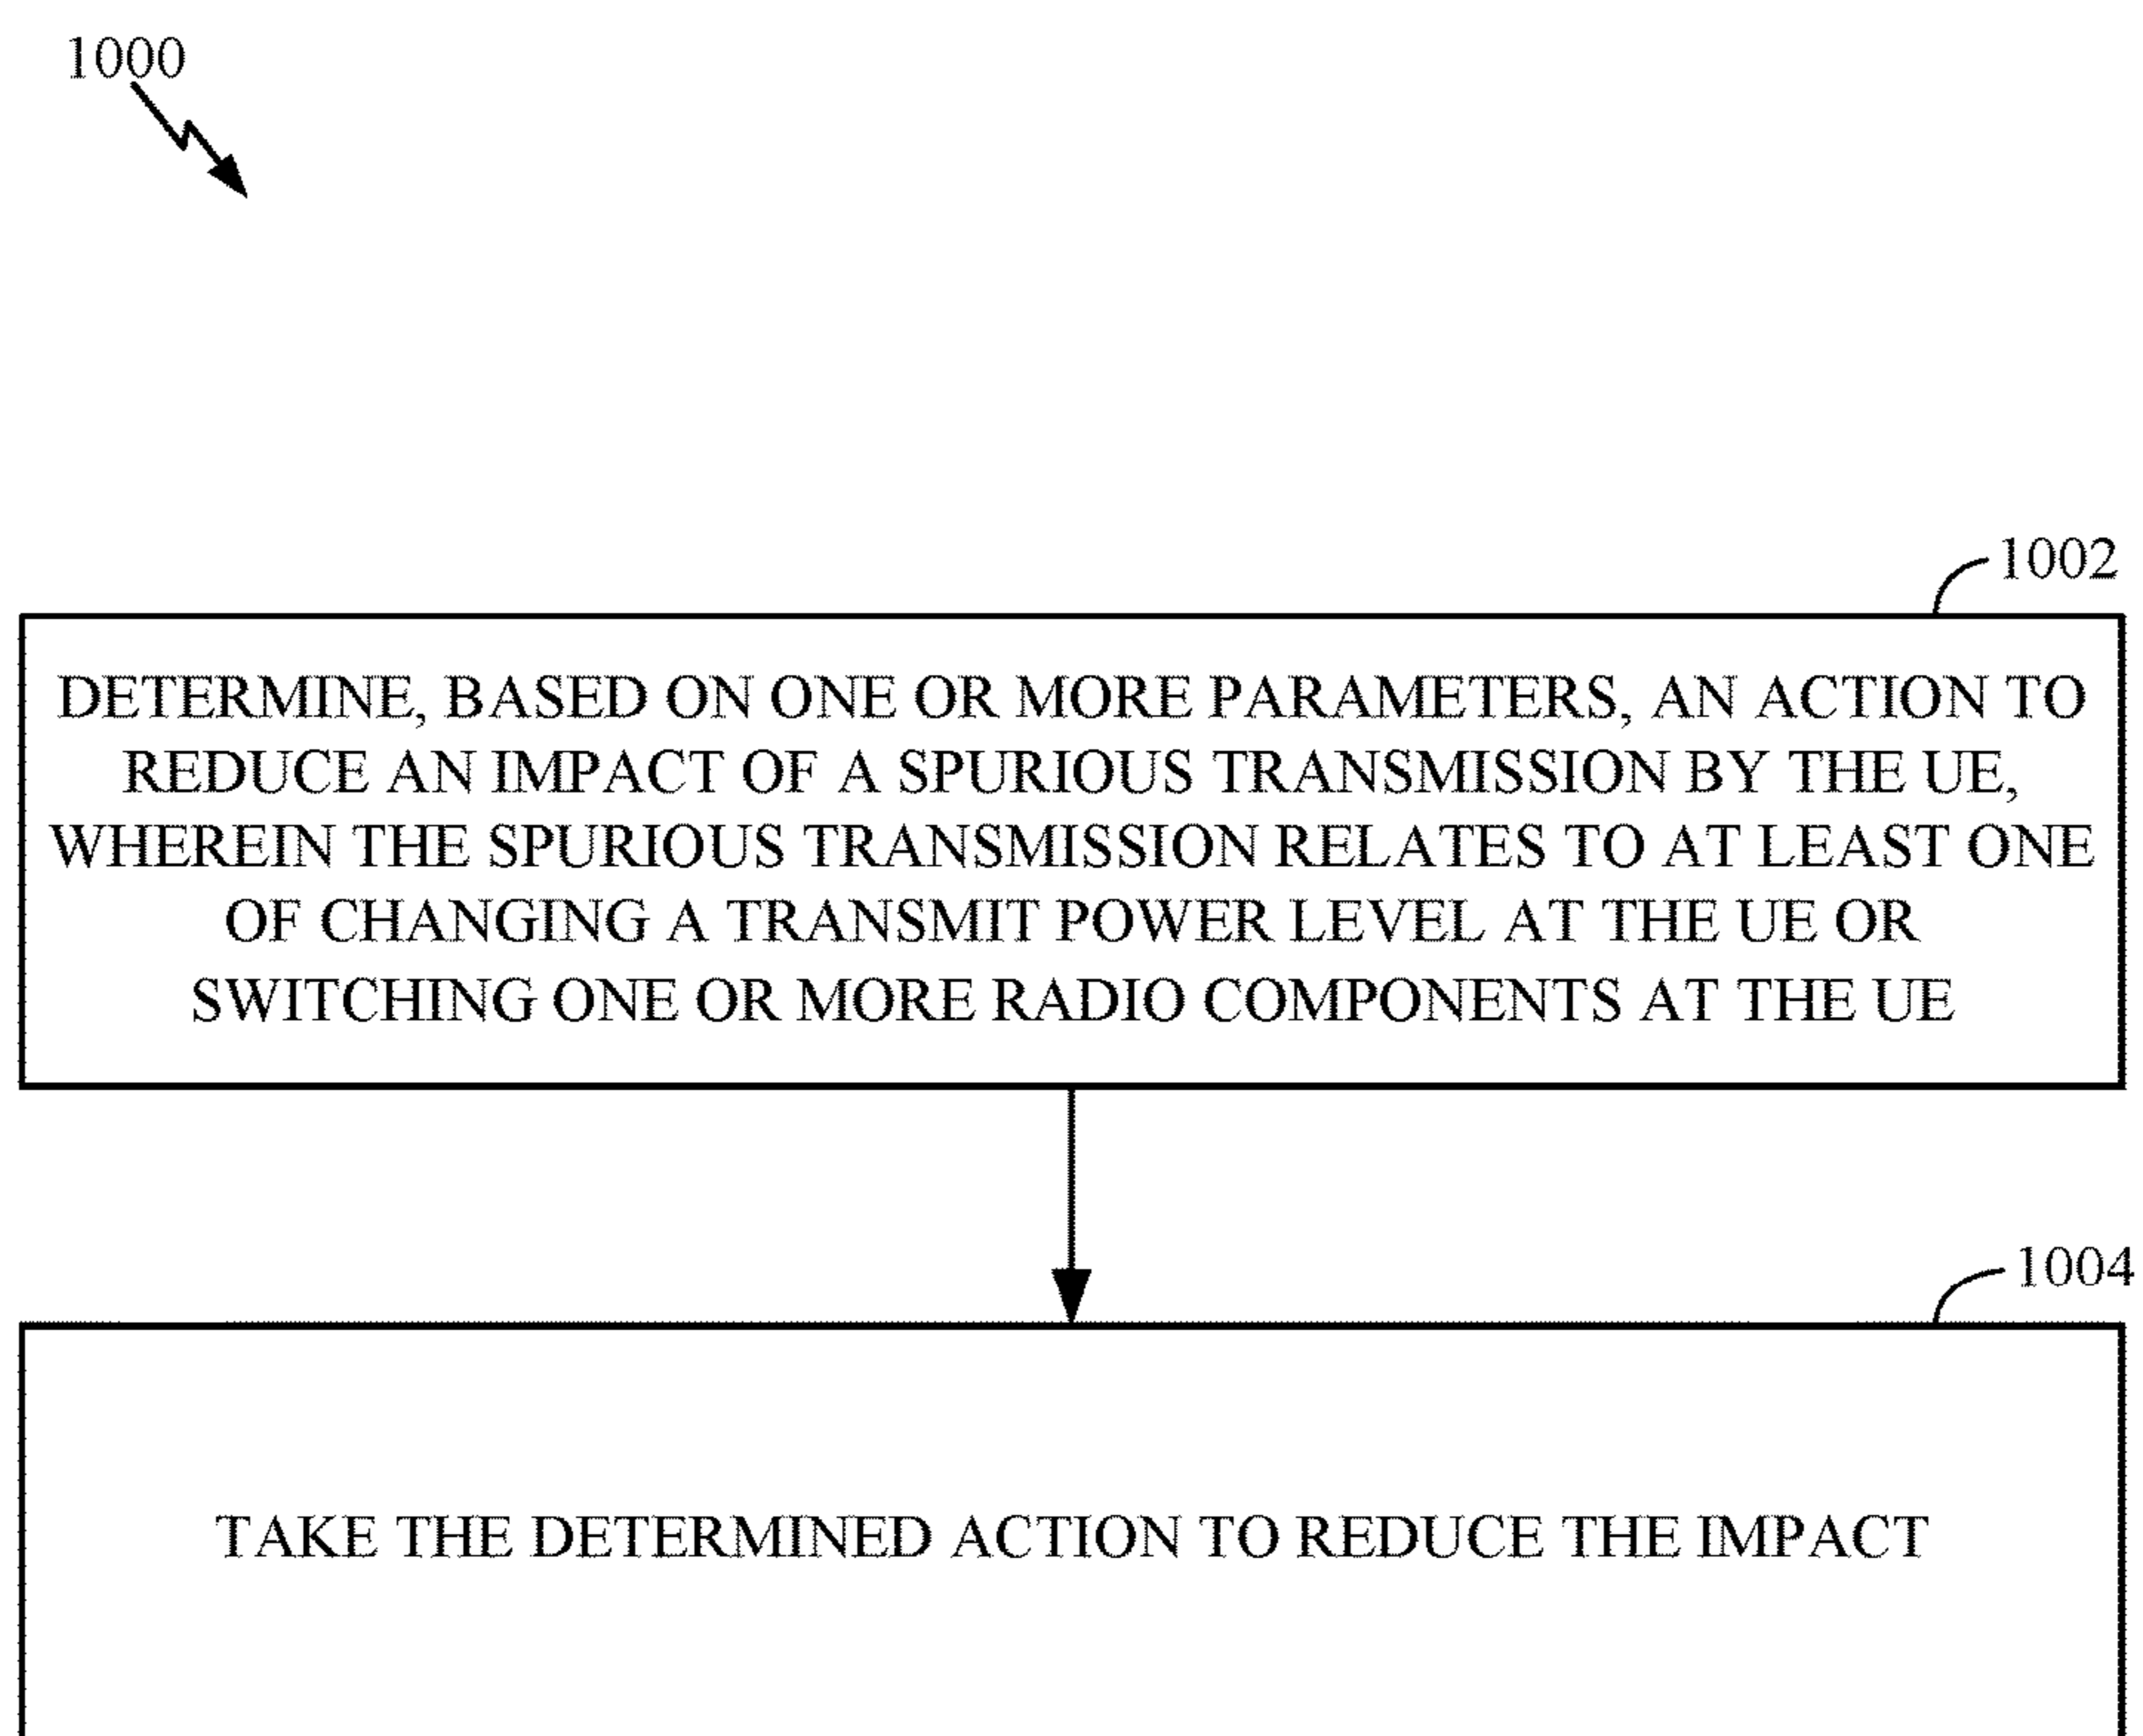 1000
1002
DETERMINE, BASED ON ONE OR MORE PARAMETERS, AN ACTION TO
REDUCE AN IMPACT OF A SPURIOUS TRANSMISSION BY THE UE,
WHEREIN THE SPURIOUS TRANSMISSION RELATES TO AT LEAST ONE
OF CHANGING A TRANSMIT POWER LEVEL AT THE UE OR
SWITCHING ONE OR MORE RADIO COMPONENTS AT THE UE
1004
TAKE THE DETERMINED ACTION TO REDUCE THE IMPACT